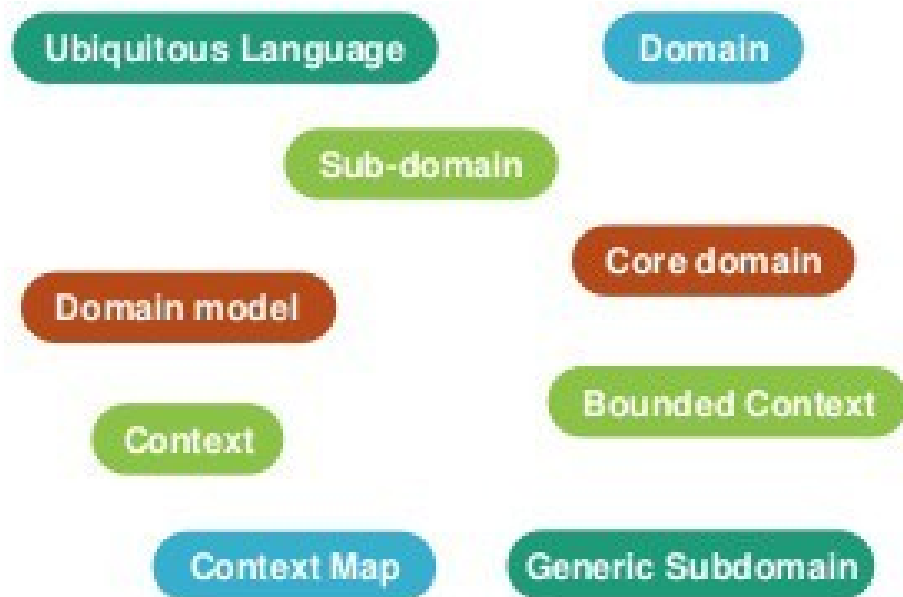 Ubiquitous Language
Domain
Sub-domain
Core domain
Domain model
Bounded Context
Context
Context Map
Generic Subdomain